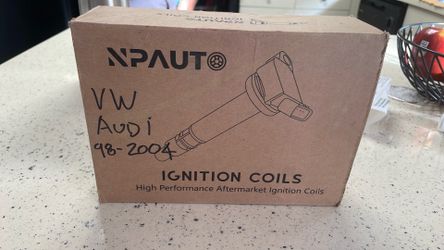 NPAUTO
VW
AUDi
98-2004
IGNITION COILS
High Performance Aftermarket Ignition Coils